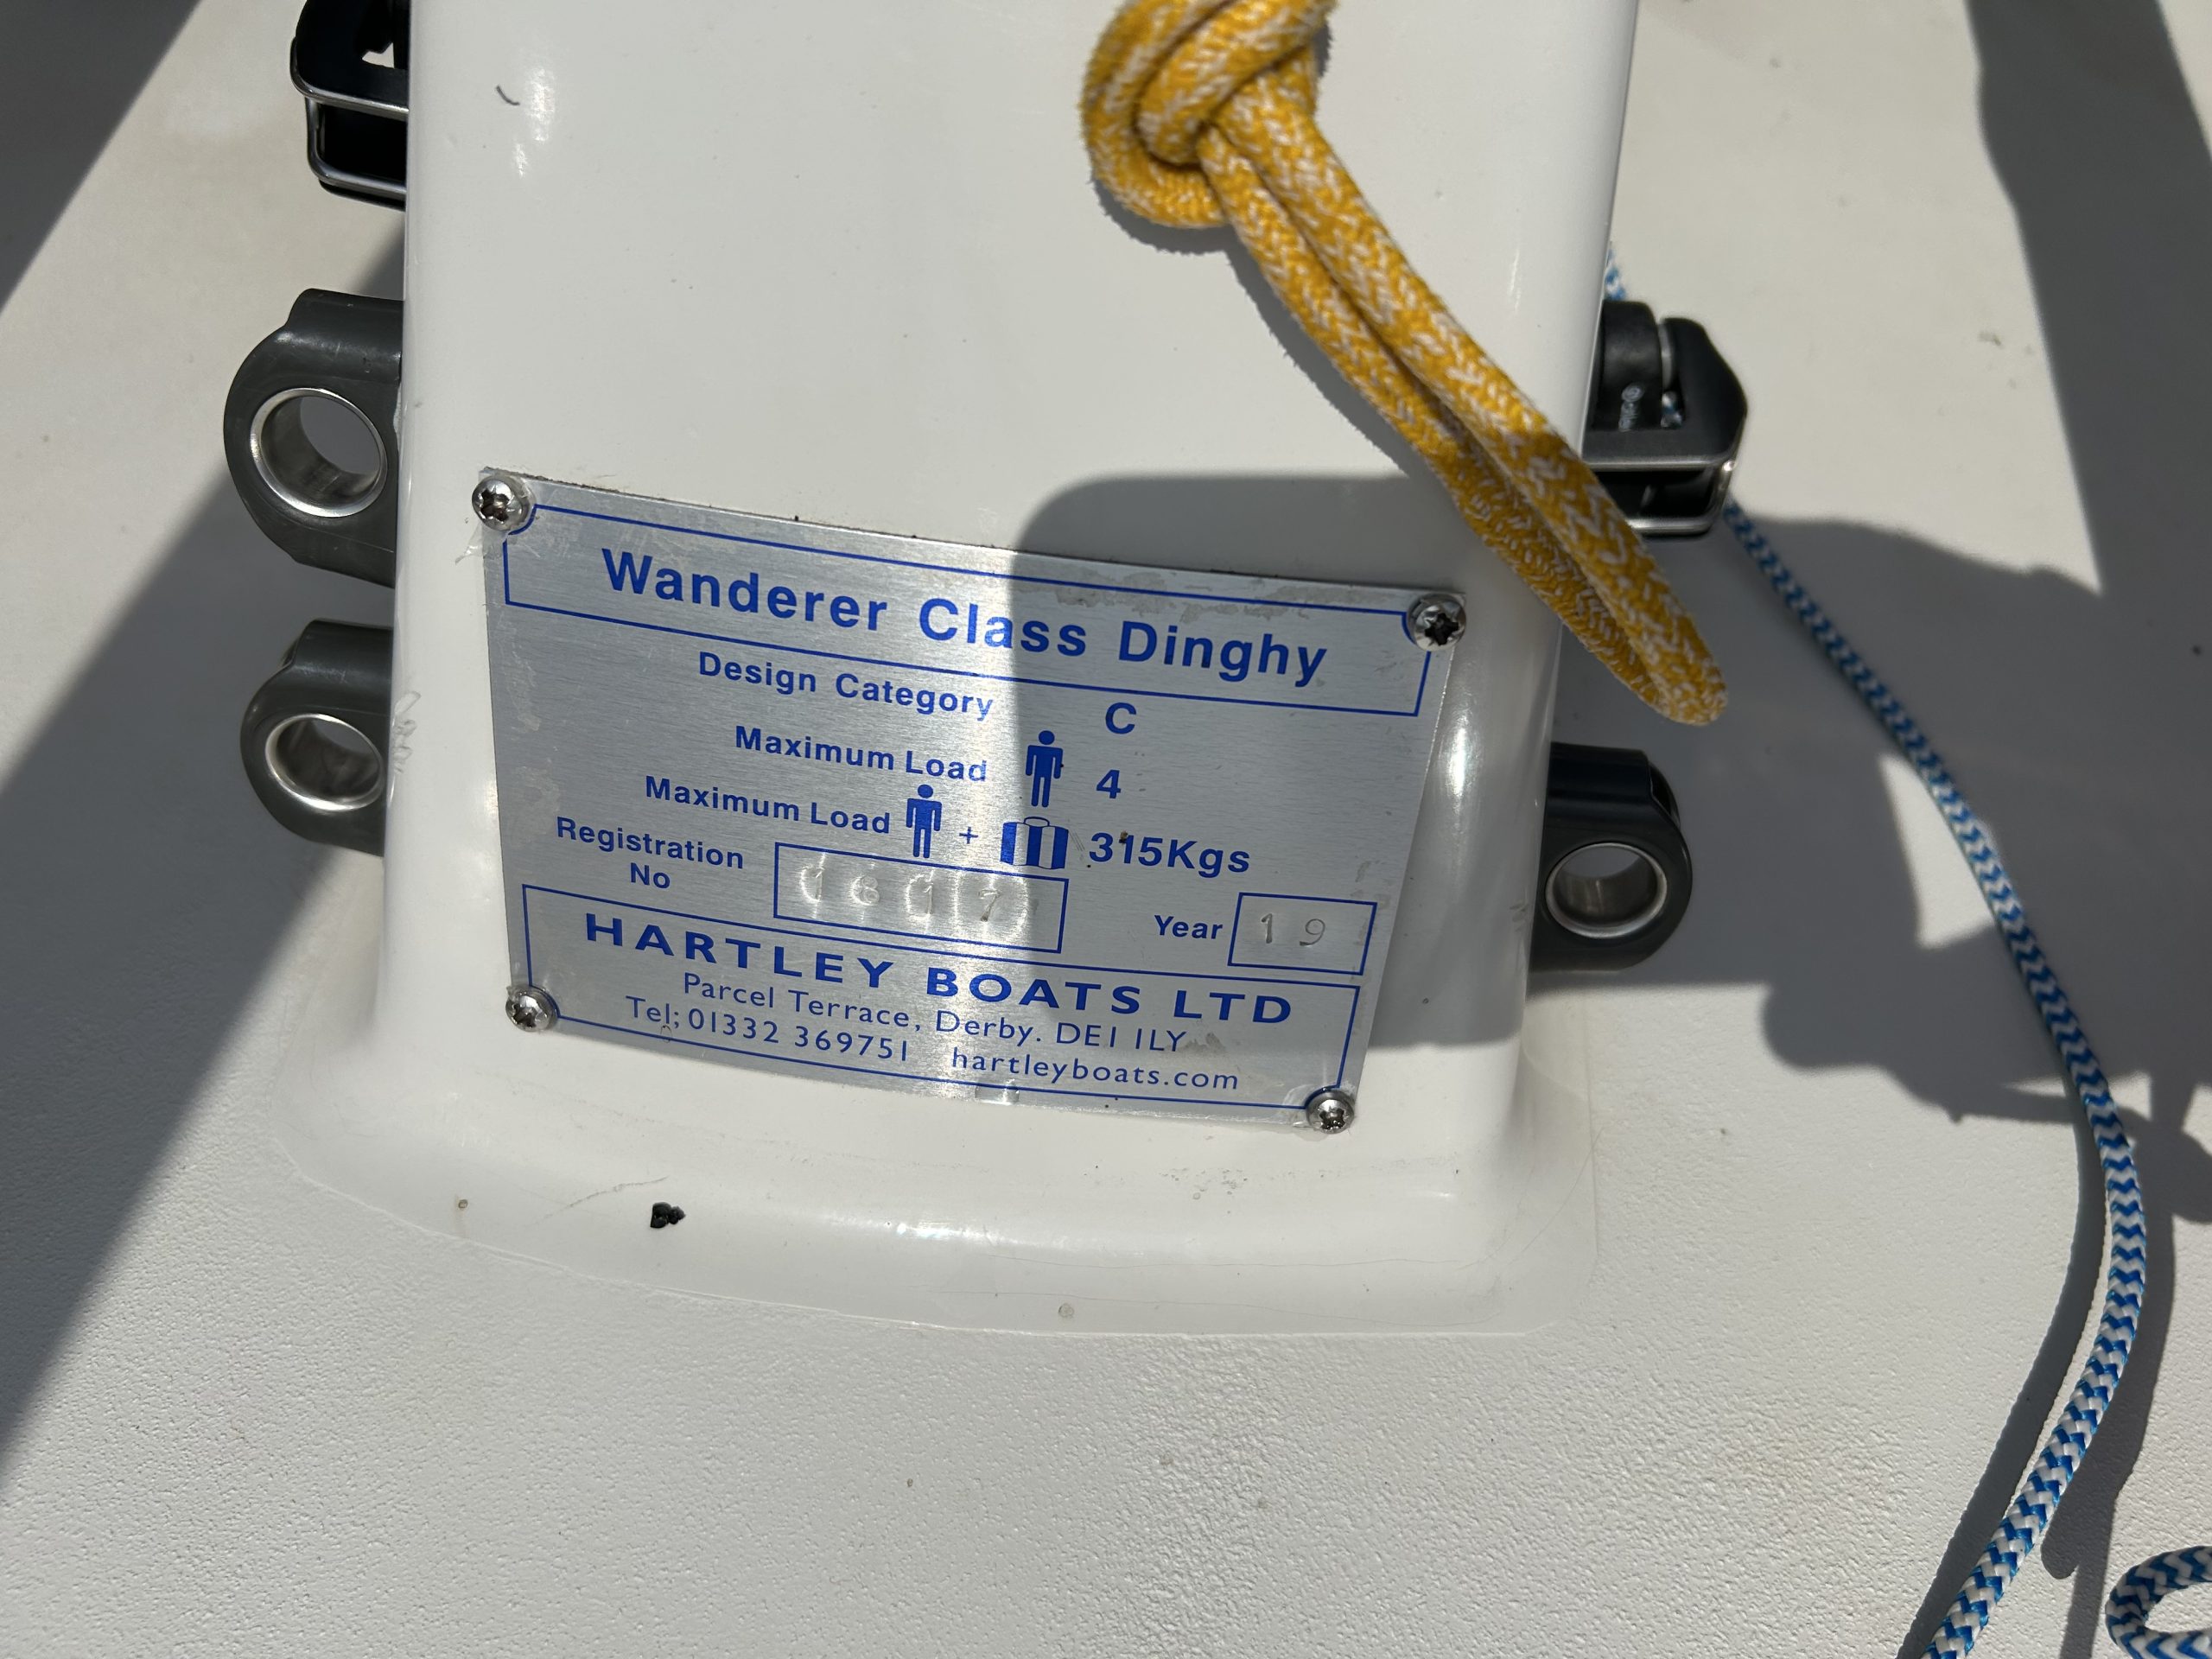 Wanderer Class Dinghy
Design Category C
Maximum Load 4
Maximum Load + 315Kgs
Registration No 1617
Year 19
HARTLEY BOATS LTD
Parcel Terrace, Derby. DE1 1LY
Tel; 01332 369751 hartleyboats.com